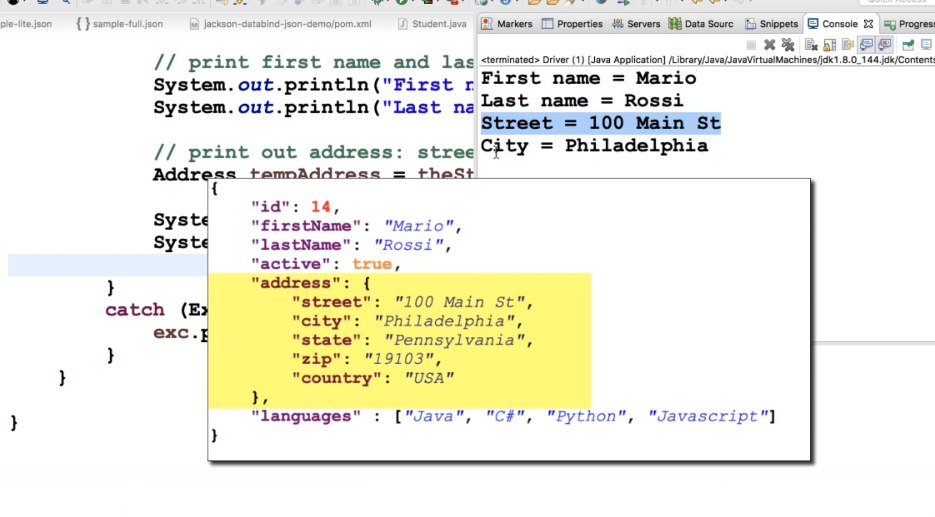 ple-lite.json
{ } sample-full.json
jackson-databind-json-demo/pom.xml
Student.java
Markers
Properties
Servers
Data Sourc
Snippets
Console
Progress
<terminated> Driver (1) [Java Application] /Library/Java/JavaVirtualMachines/jdk1.8.0_144.jdk/Contents
// print first name and las
System.out.println("First n
System.out.println("Last na
// print out address: stree
Address tempAddress = theSt
Syste
Syste
}
catch (Ex
exc.p
}
}
}
First name = Mario
Last name = Rossi
Street = 100 Main St
City = Philadelphia
{
"id": 14,
"firstName": "Mario",
"lastName": "Rossi",
"active": true,
"address": {
"street": "100 Main St",
"city": "Philadelphia",
"state": "Pennsylvania",
"zip": "19103",
"country": "USA"
},
"languages" : ["Java", "C#", "Python", "Javascript"]
}